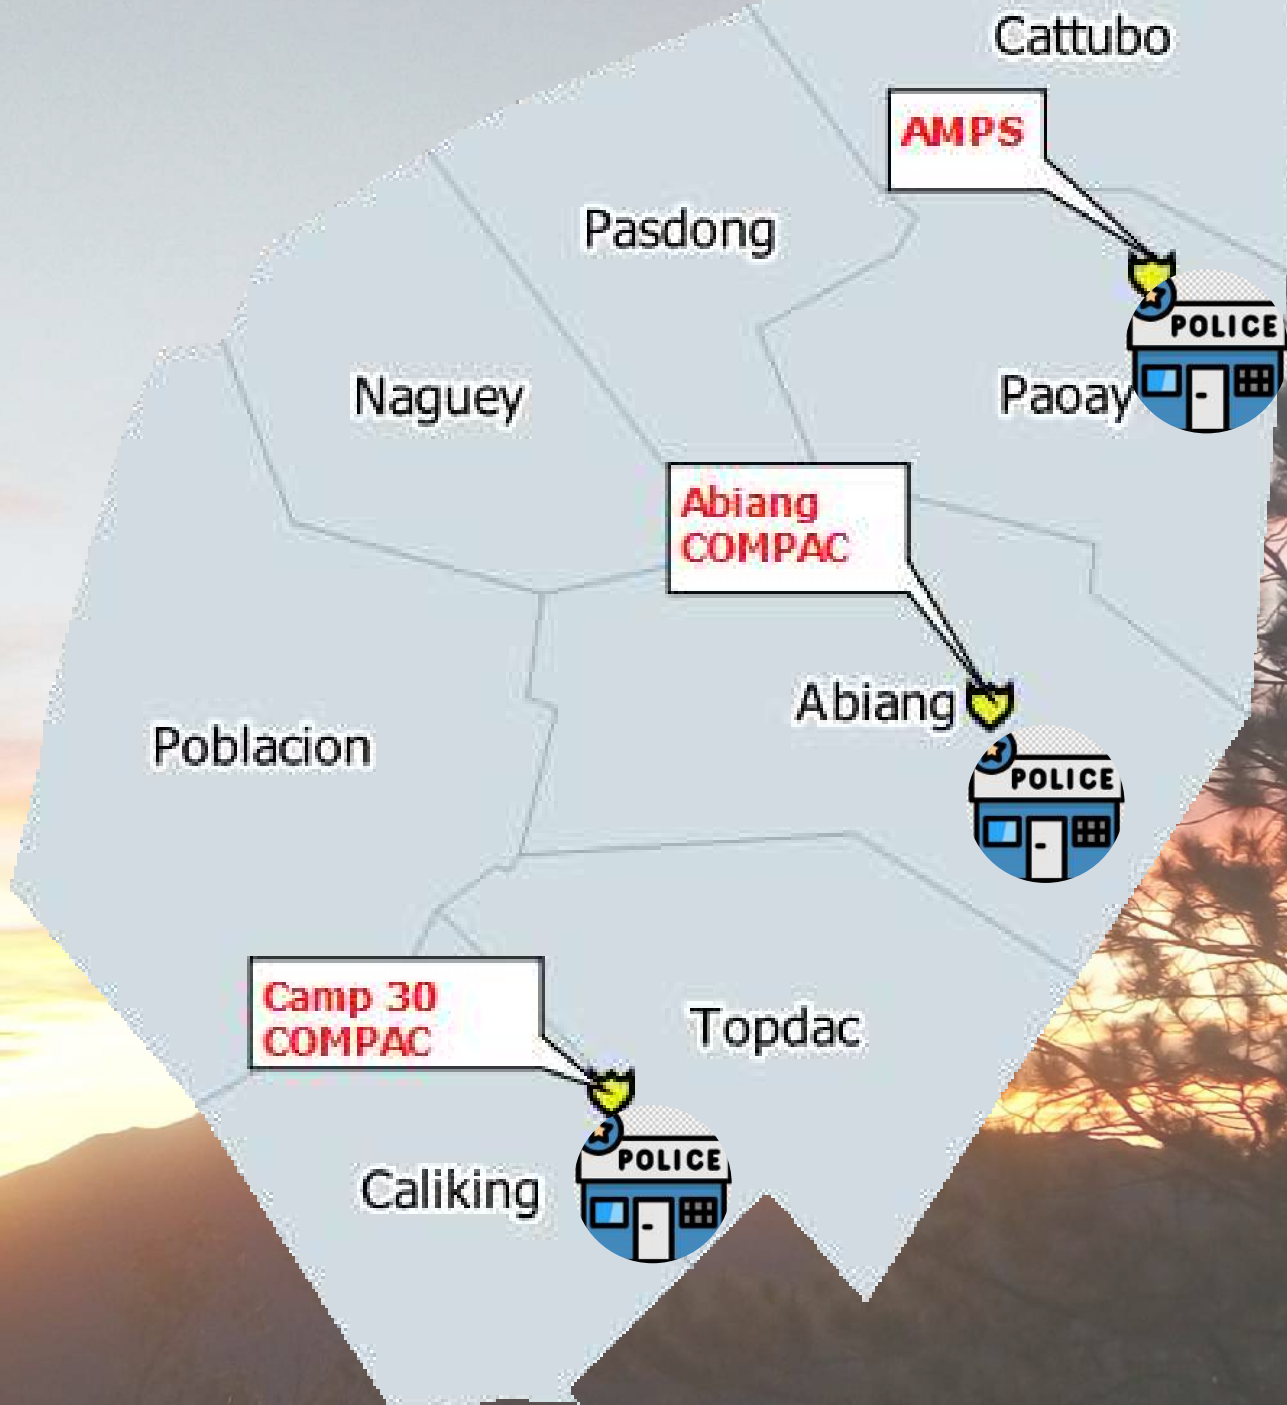 Cattubo
AMPS
Pasdong
POLICE
Naguey
Paoay
Abiang
COMPAC
Abiang
Poblacion
POLICE
Camp 30
COMPAC
Topdac
POLICE
Caliking